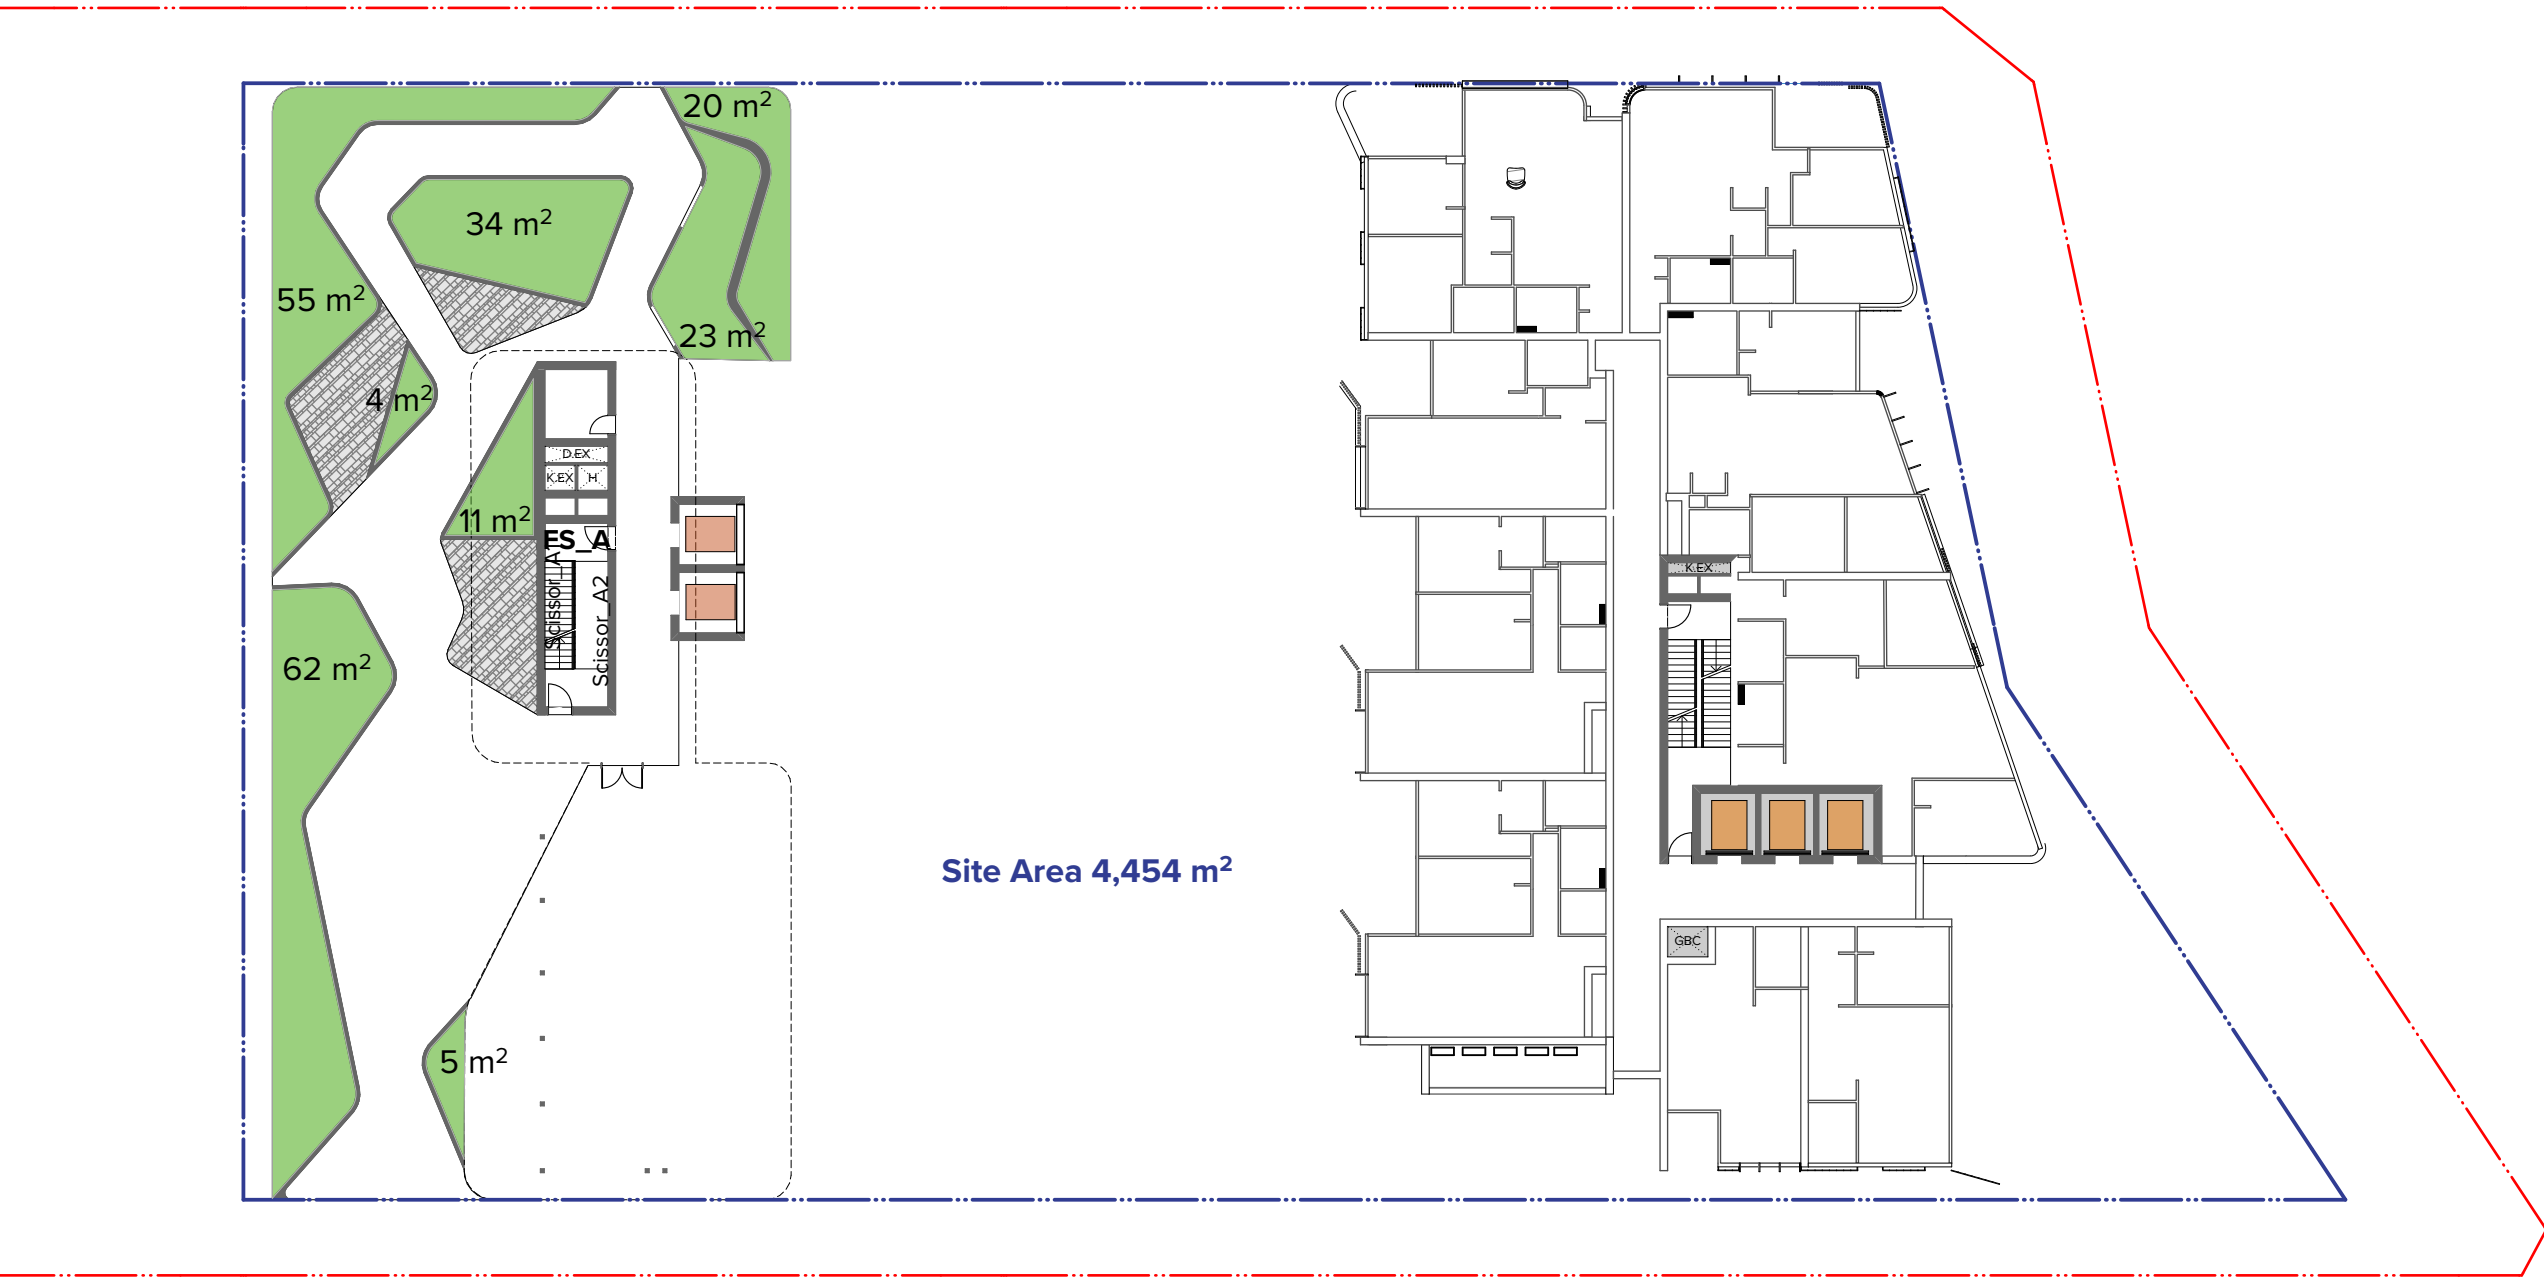 20 m²
34 m²
55 m²
23 m²
4 m²
D.EX
K.EX
H
11 m²
ES_A
Scissor_A1
Scissor_A2
K.EX
62 m²
Site Area 4,454 m²
GBC
5 m²